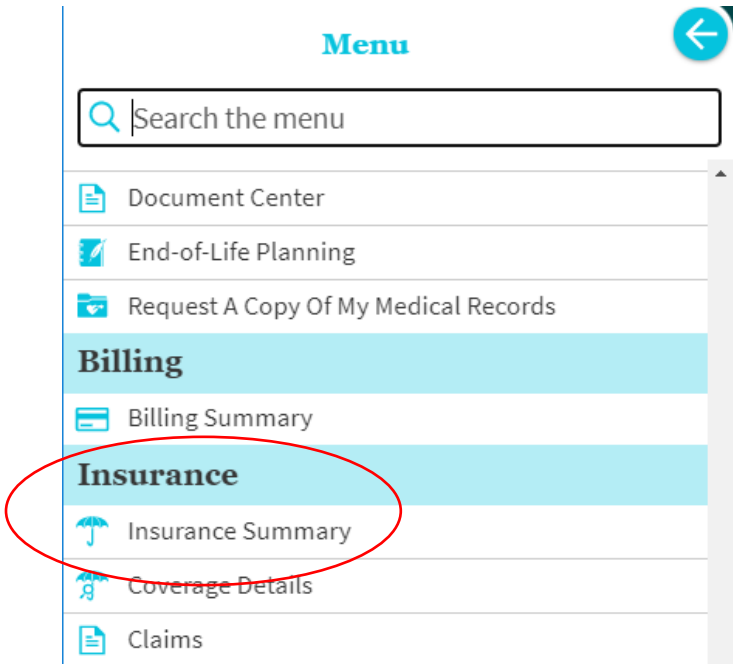 Menu
Search the menu
Document Center
End-of-Life Planning
Request A Copy Of My Medical Records
Billing
Billing Summary
Insurance
Insurance Summary
Coverage Details
Claims